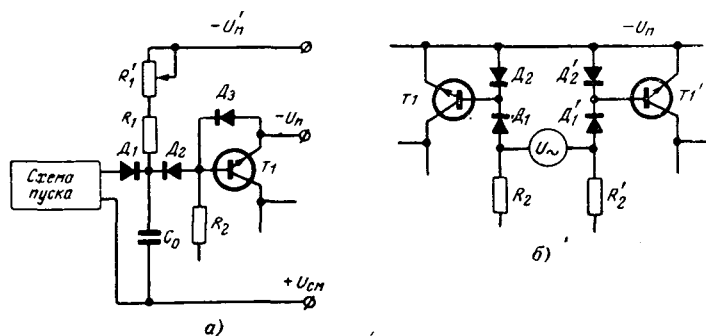 - U'п
R'1
R1
Д3
-Uп
Д1
Д2
T1
Схема
пуска
C0
R2
+ Uсм
а)
-Uп
Д2
Д'2
T1
T1'
Д1
Д'1
U~
R2
R'2
б)